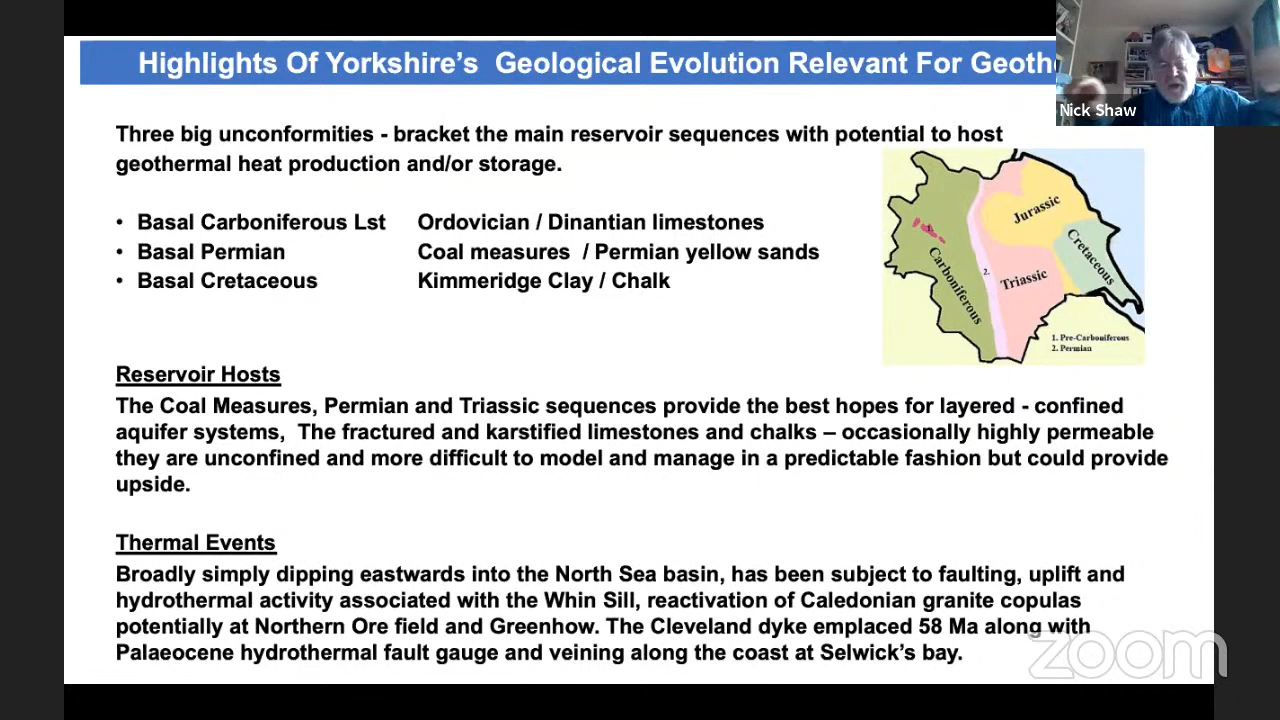 Highlights Of Yorkshire's Geological Evolution Relevant For Geoth
Nick Shaw
Three big unconformities - bracket the main reservoir sequences with potential to host
geothermal heat production and/or storage.
• Basal Carboniferous Lst Ordovician / Dinantian limestones
• Basal Permian Coal measures / Permian yellow sands
• Basal Cretaceous Kimmeridge Clay / Chalk
Jurassic
Cretaceous
Carboniferous
Triassic
1.
2.
1. Pre-Carboniferous
2. Permian
Reservoir Hosts
The Coal Measures, Permian and Triassic sequences provide the best hopes for layered - confined
aquifer systems, The fractured and karstified limestones and chalks – occasionally highly permeable
they are unconfined and more difficult to model and manage in a predictable fashion but could provide
upside.
Thermal Events
Broadly simply dipping eastwards into the North Sea basin, has been subject to faulting, uplift and
hydrothermal activity associated with the Whin Sill, reactivation of Caledonian granite copulas
potentially at Northern Ore field and Greenhow. The Cleveland dyke emplaced 58 Ma along with
Palaeocene hydrothermal fault gauge and veining along the coast at Selwick's bay.
zoom